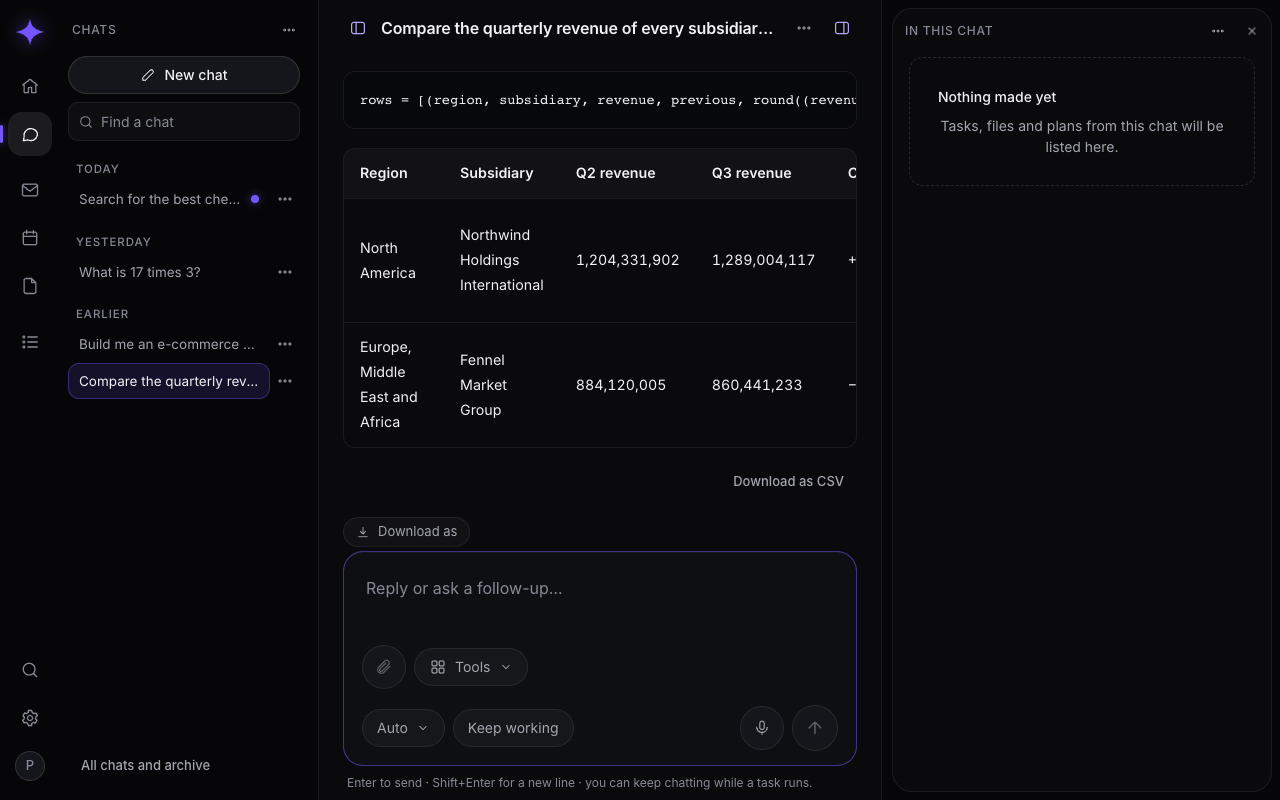 CHATS
New chat
Find a chat
TODAY
Search for the best che...
YESTERDAY
What is 17 times 3?
EARLIER
Build me an e-commerce ...
Compare the quarterly rev...
P
All chats and archive
Compare the quarterly revenue of every subsidiar...
rows = [(region, subsidiary, revenue, previous, round((revenu
Region Subsidiary Q2 revenue Q3 revenue C
North
America
Northwind
Holdings
International
1,204,331,902 1,289,004,117 +
Europe,
Middle
East and
Africa
Fennel
Market
Group
884,120,005 860,441,233 −
Download as CSV
Download as
Reply or ask a follow-up...
Tools
Auto
Keep working
Enter to send · Shift+Enter for a new line · you can keep chatting while a task runs.
IN THIS CHAT
Nothing made yet
Tasks, files and plans from this chat will be
listed here.